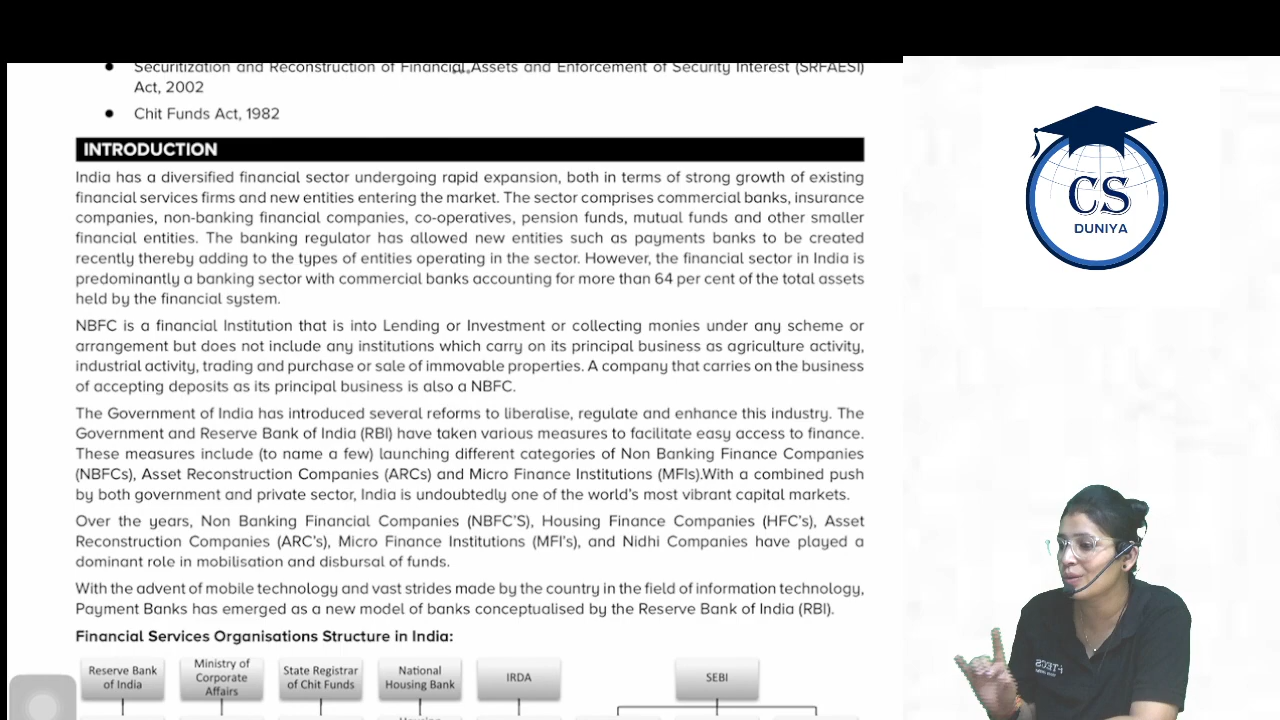 Securitization and Reconstruction of Financial Assets and Enforcement of Security Interest (SRFAESI)
Act, 2002
Chit Funds Act, 1982
INTRODUCTION
India has a diversified financial sector undergoing rapid expansion, both in terms of strong growth of existing
financial services firms and new entities entering the market. The sector comprises commercial banks, insurance
companies, non-banking financial companies, co-operatives, pension funds, mutual funds and other smaller
financial entities. The banking regulator has allowed new entities such as payments banks to be created
recently thereby adding to the types of entities operating in the sector. However, the financial sector in India is
predominantly a banking sector with commercial banks accounting for more than 64 per cent of the total assets
held by the financial system.
NBFC is a financial Institution that is into Lending or Investment or collecting monies under any scheme or
arrangement but does not include any institutions which carry on its principal business as agriculture activity,
industrial activity, trading and purchase or sale of immovable properties. A company that carries on the business
of accepting deposits as its principal business is also a NBFC.
The Government of India has introduced several reforms to liberalise, regulate and enhance this industry. The
Government and Reserve Bank of India (RBI) have taken various measures to facilitate easy access to finance.
These measures include (to name a few) launching different categories of Non Banking Finance Companies
(NBFCs), Asset Reconstruction Companies (ARCs) and Micro Finance Institutions (MFIs).With a combined push
by both government and private sector, India is undoubtedly one of the world's most vibrant capital markets.
Over the years, Non Banking Financial Companies (NBFC'S), Housing Finance Companies (HFC's), Asset
Reconstruction Companies (ARC's), Micro Finance Institutions (MFI's), and Nidhi Companies have played a
dominant role in mobilisation and disbursal of funds.
With the advent of mobile technology and vast strides made by the country in the field of information technology,
Payment Banks has emerged as a new model of banks conceptualised by the Reserve Bank of India (RBI).
Financial Services Organisations Structure in India:
Reserve Bank
of India
Ministry of
Corporate
Affairs
State Registrar
of Chit Funds
National
Housing Bank
IRDA
SEBI
CS
DUNIYA